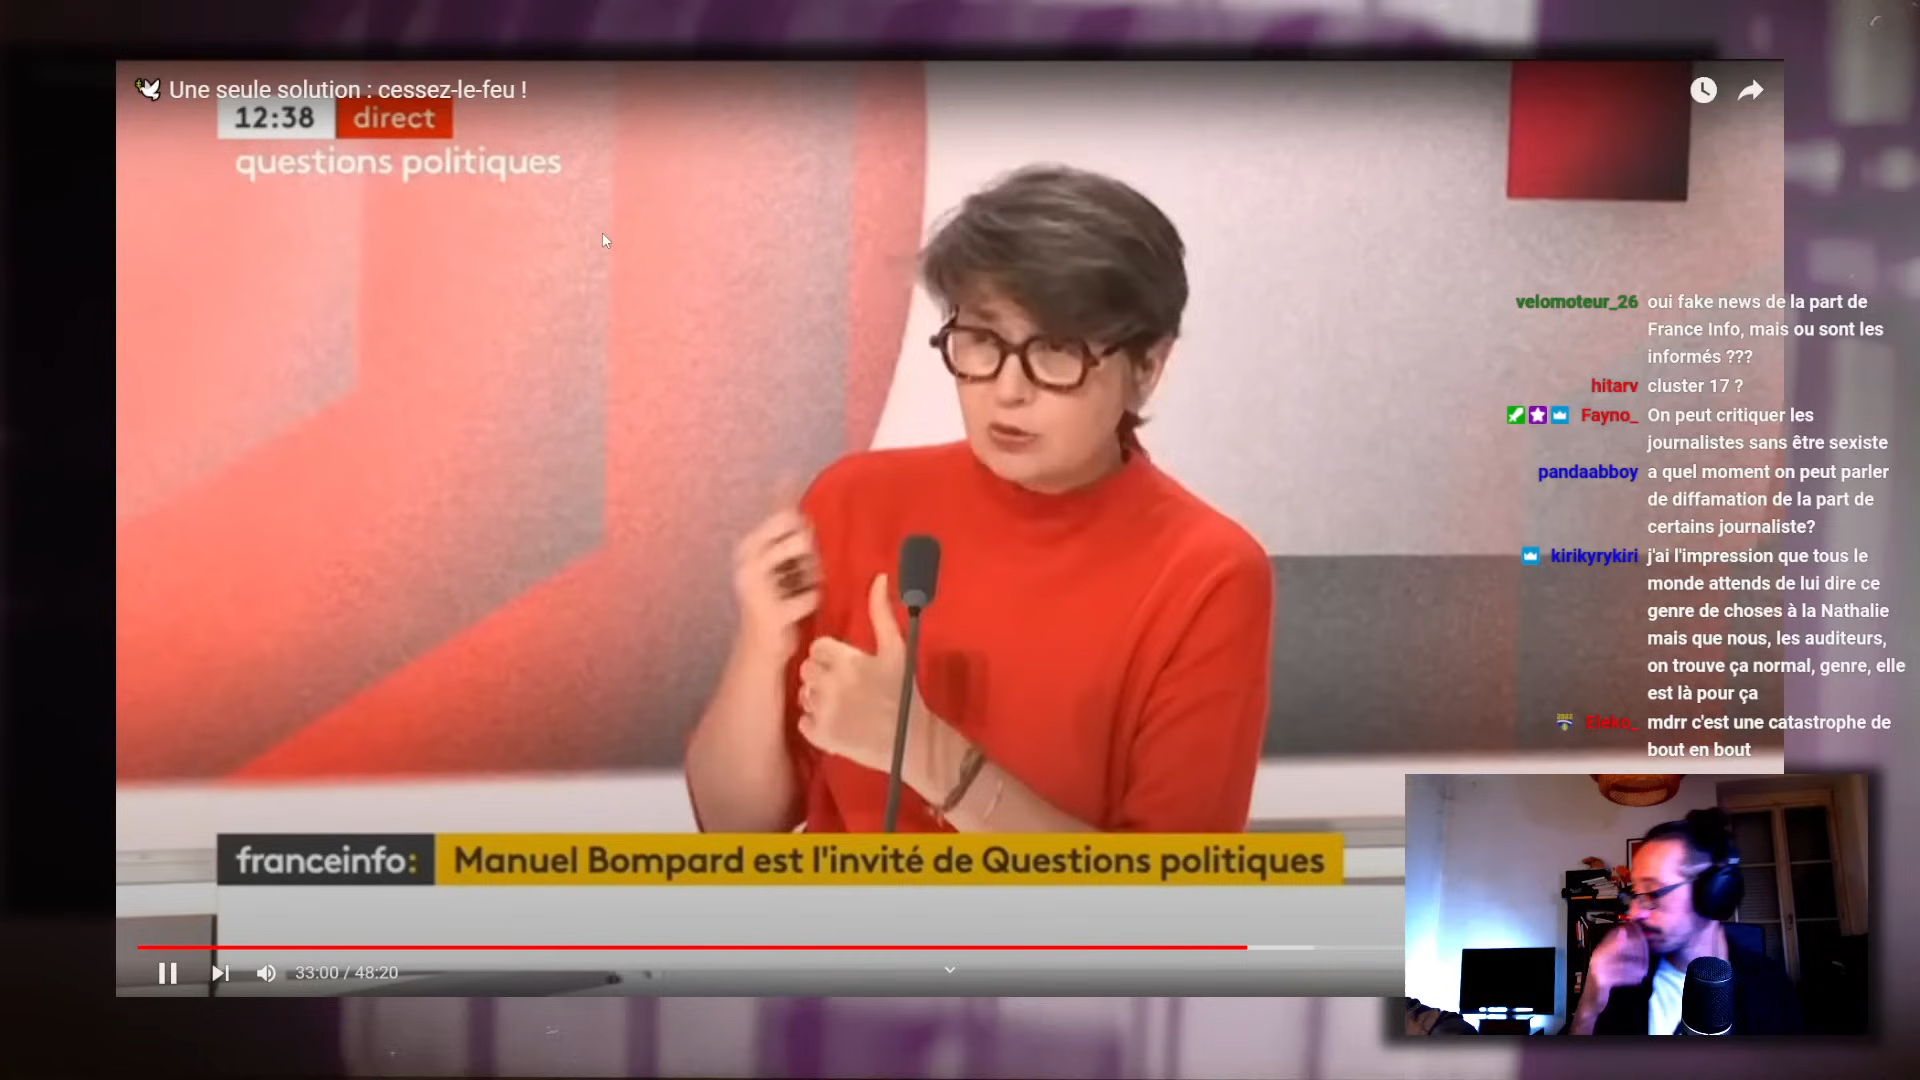 Une seule solution : cessez-le-feu !
12:38 direct
questions politiques
velomoteur_26 oui fake news de la part de
France Info, mais ou sont les
informés ???
hitarv cluster 17 ?
Fayno_ On peut critiquer les
journalistes sans être sexiste
pandaabboy a quel moment on peut parler
de diffamation de la part de
certains journaliste?
kirikyrykiri j'ai l'impression que tous le
monde attends de lui dire ce
genre de choses à la Nathalie
mais que nous, les auditeurs,
on trouve ça normal, genre, elle
est là pour ça
Eleko_ mdrr c'est une catastrophe de
bout en bout
franceinfo: Manuel Bompard est l'invité de Questions politiques
33:00 / 48:20